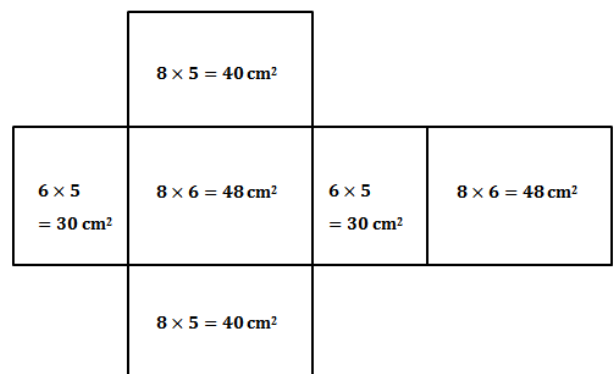 8 × 5 = 40 cm²
6 × 5
= 30 cm²
8 × 6 = 48 cm²
6 × 5
= 30 cm²
8 × 6 = 48 cm²
8 × 5 = 40 cm²